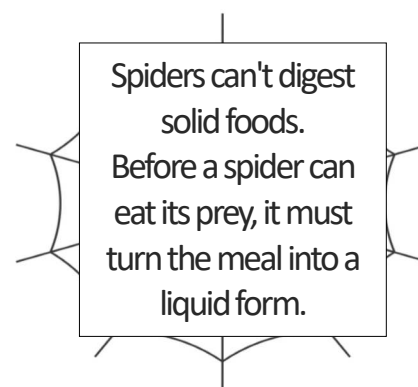 Spiders can't digest
solid foods.
Before a spider can
eat its prey, it must
turn the meal into a
liquid form.